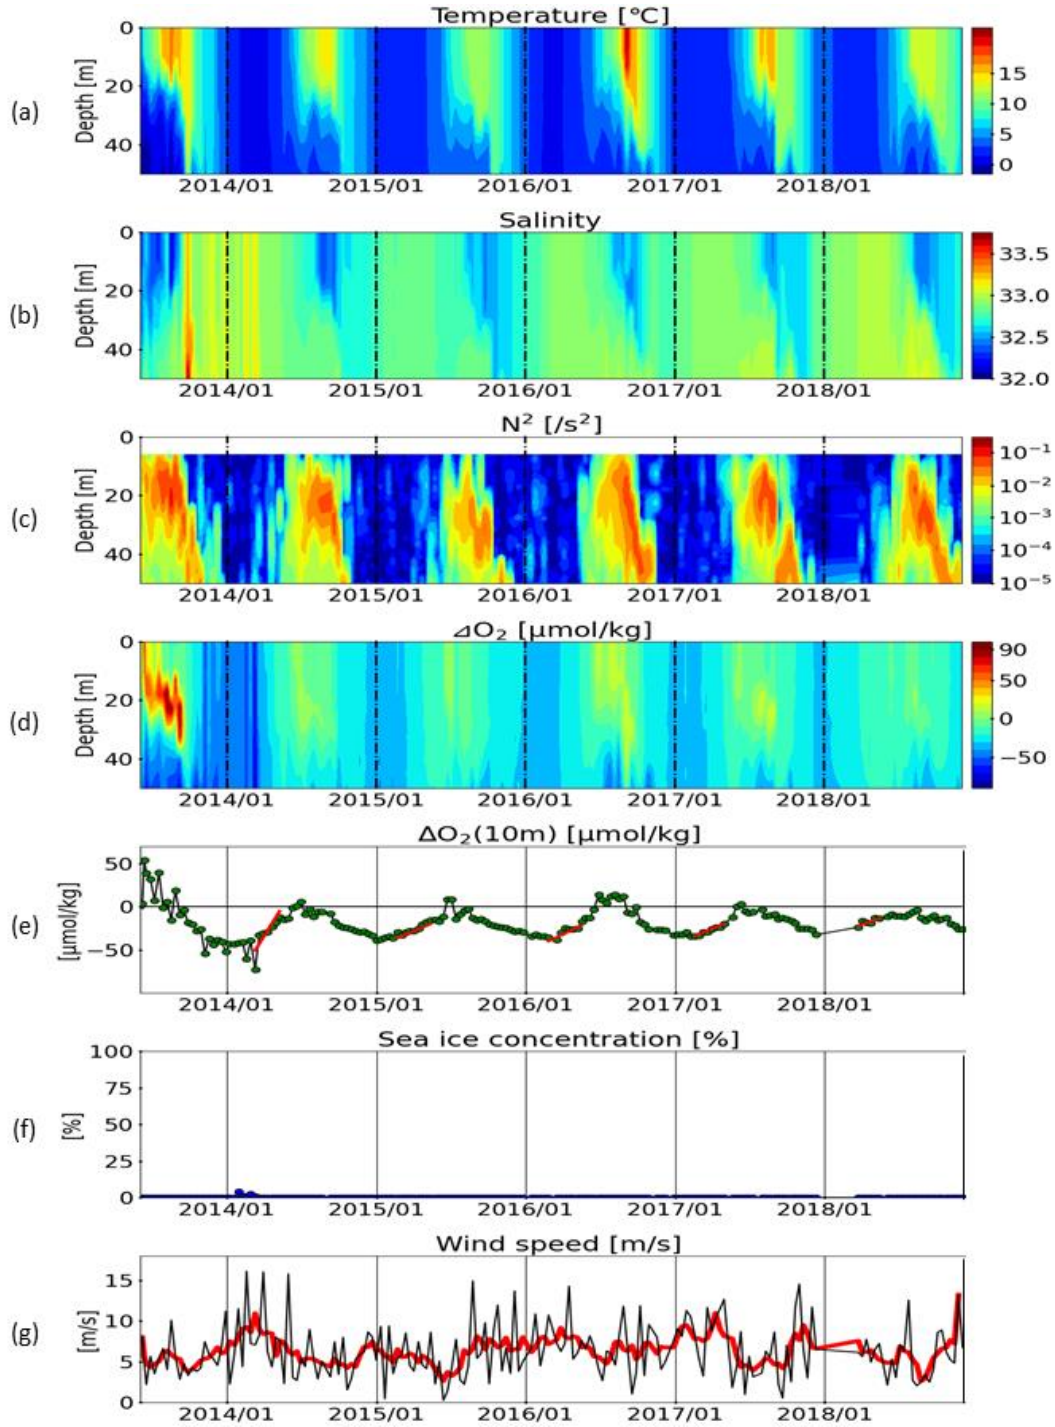 Temperature [°C]
(a)
Depth [m]
0
20
40
15
10
5
0
2014/01 2015/01 2016/01 2017/01 2018/01
Salinity
(b)
Depth [m]
0
20
40
33.5
33.0
32.5
32.0
2014/01 2015/01 2016/01 2017/01 2018/01
N² [/s²]
(c)
Depth [m]
0
20
40
10⁻¹
10⁻²
10⁻³
10⁻⁴
10⁻⁵
2014/01 2015/01 2016/01 2017/01 2018/01
⊿O₂ [μmol/kg]
(d)
Depth [m]
0
20
40
90
50
0
−50
2014/01 2015/01 2016/01 2017/01 2018/01
ΔO₂(10m) [μmol/kg]
(e)
[μmol/kg]
50
0
−50
2014/01 2015/01 2016/01 2017/01 2018/01
Sea ice concentration [%]
(f)
[%]
100
75
50
25
0
2014/01 2015/01 2016/01 2017/01 2018/01
Wind speed [m/s]
(g)
[m/s]
15
10
5
0
2014/01 2015/01 2016/01 2017/01 2018/01